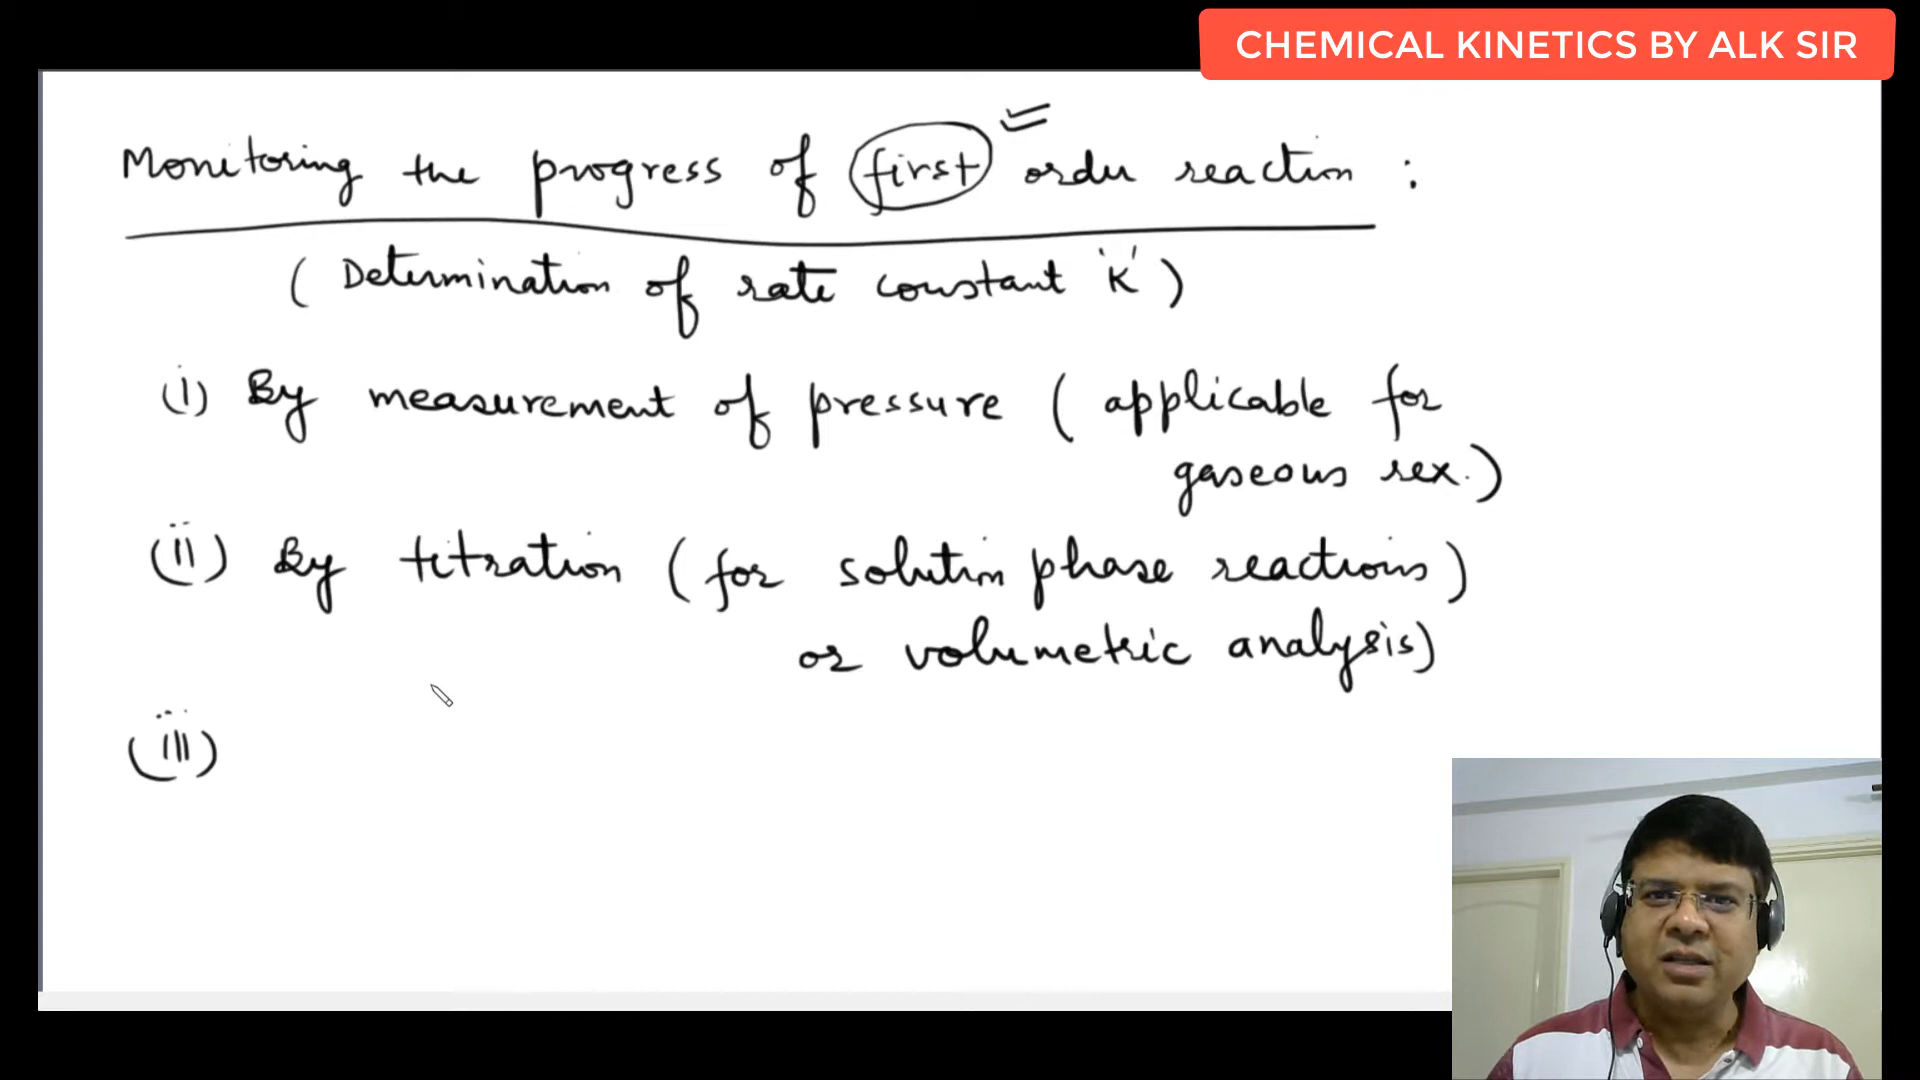 CHEMICAL KINETICS BY ALK SIR
Monitoring the progress of first order reaction :
( Determination of rate constant 'K' )
(i) By measurement of pressure ( applicable for
gaseous rex. )
(ii) By titration ( for solution phase reactions )
or volumetric analysis)
(iii)